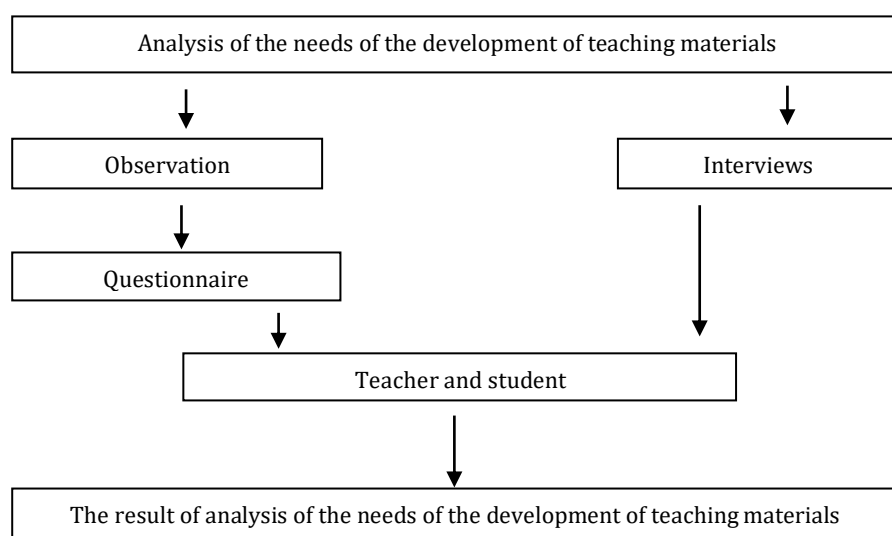 Analysis of the needs of the development of teaching materials
Observation
Interviews
Questionnaire
Teacher and student
The result of analysis of the needs of the development of teaching materials